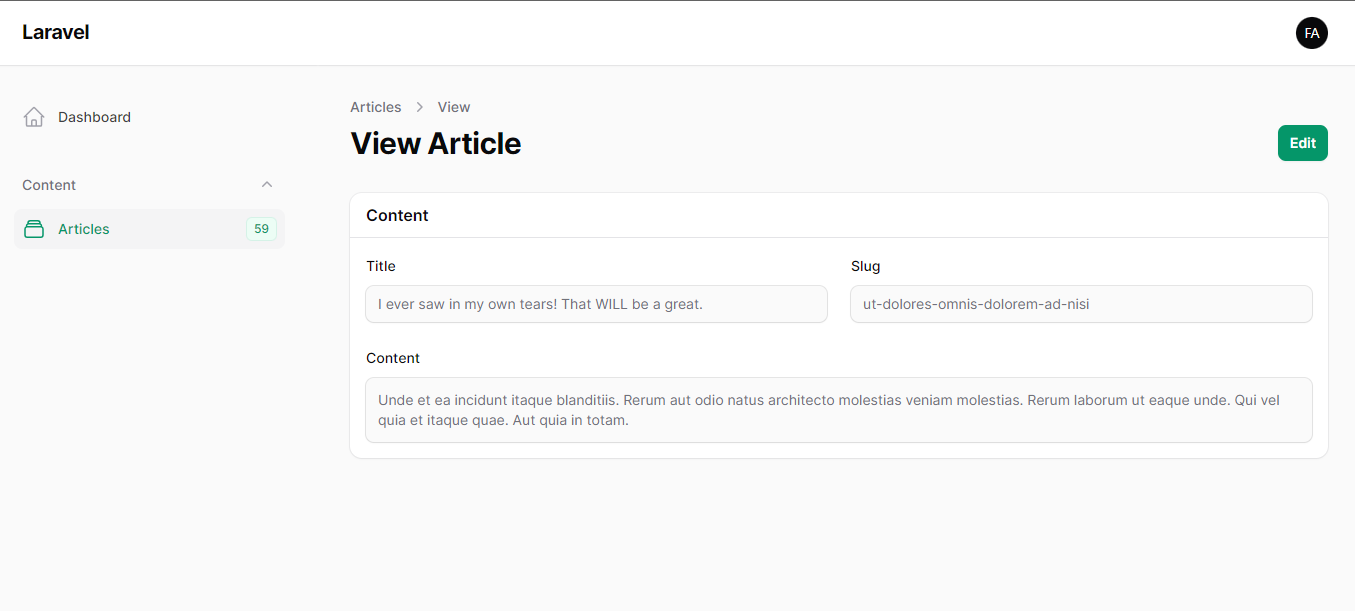 Laravel
FA
Dashboard
Content
Articles
59
Articles
View
View Article
Edit
Content
Title
I ever saw in my own tears! That WILL be a great.
Slug
ut-dolores-omnis-dolorem-ad-nisi
Content
Unde et ea incidunt itaque blanditiis. Rerum aut odio natus architecto molestias veniam molestias. Rerum laborum ut eaque unde. Qui vel
quia et itaque quae. Aut quia in totam.